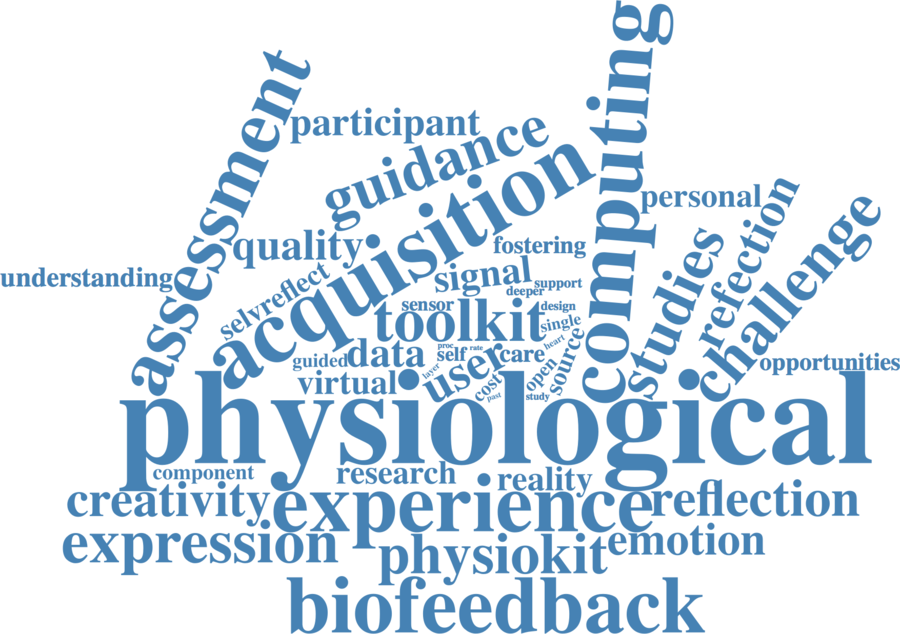 computing
assessment
participant
guidance
acquisition
personal
refection
challenge
quality
fostering
studies
understanding
selvreflect
signal
support
deeper
sensor
design
toolkit
single
source
heart
proc
rate
guided
data
self
care
open
opportunities
layer
user
virtual
cost
past
study
physiological
component
research
reality
creativity
experience
reflection
expression
physiokit
emotion
biofeedback